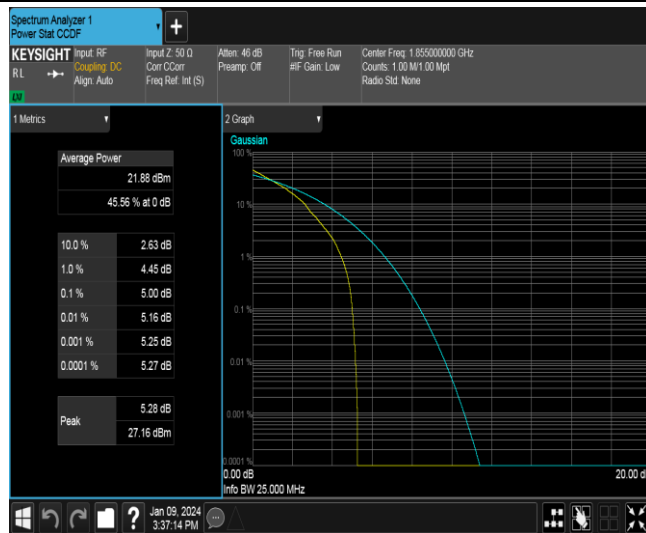 Spectrum Analyzer 1
Power Stat CCDF
+
KEYSIGHT
RL
LXI
Input: RF
Coupling: DC
Align: Auto
Input Z: 50 Ω
Corr CCorr
Freq Ref: Int (S)
Atten: 46 dB
Preamp: Off
Trig: Free Run
#IF Gain: Low
Center Freq: 1.855000000 GHz
Counts: 1.00 M/1.00 Mpt
Radio Std: None
1 Metrics
Average Power
21.88 dBm
45.56 % at 0 dB
10.0 % 2.63 dB
1.0 % 4.45 dB
0.1 % 5.00 dB
0.01 % 5.16 dB
0.001 % 5.25 dB
0.0001 % 5.27 dB
Peak
5.28 dB
27.16 dBm
2 Graph
Gaussian
100 %
10 %
1 %
0.1 %
0.01 %
0.001 %
0.0001 %
0.00 dB
20.00 d
Info BW 25.000 MHz
?
Jan 09, 2024
3:37:14 PM